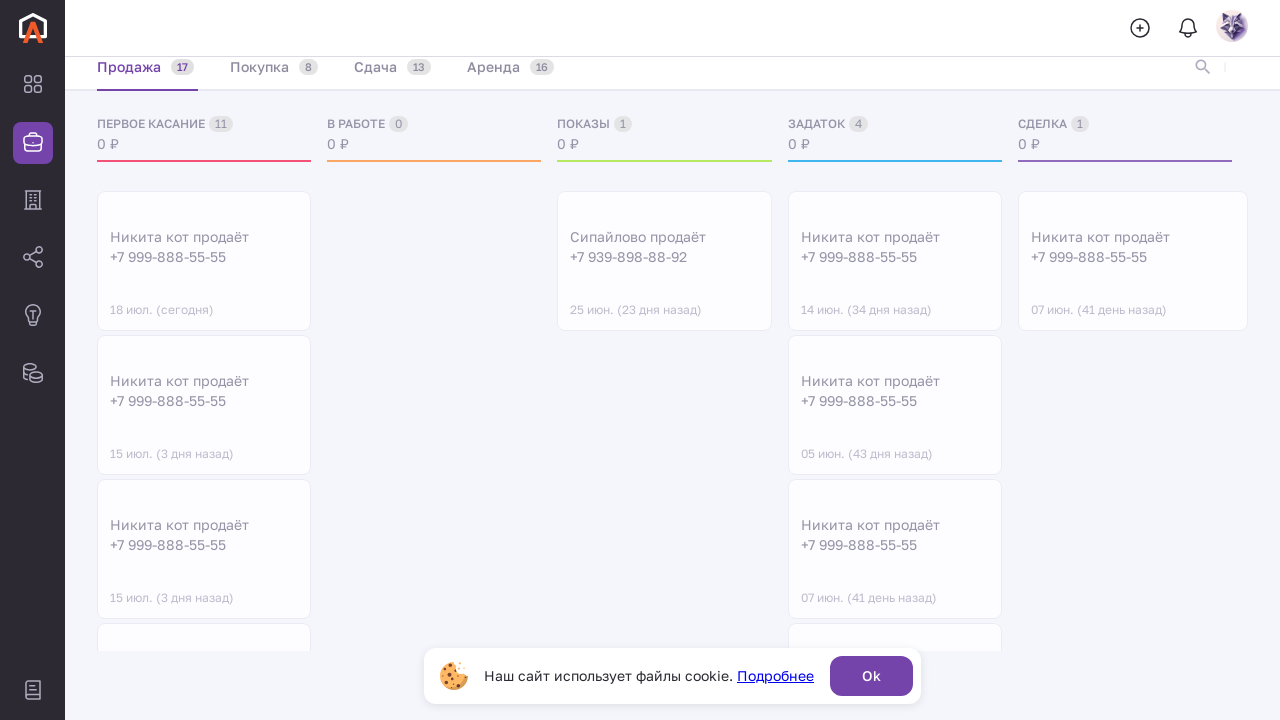 Продажа 17 Покупка 8 Сдача 13 Аренда 16
ПЕРВОЕ КАСАНИЕ 11 В РАБОТЕ 0 ПОКАЗЫ 1 ЗАДАТОК 4 СДЕЛКА 1
0 ₽ 0 ₽ 0 ₽ 0 ₽ 0 ₽
Никита кот продаёт
+7 999-888-55-55
18 июл. (сегодня)
Никита кот продаёт
+7 999-888-55-55
15 июл. (3 дня назад)
Никита кот продаёт
+7 999-888-55-55
15 июл. (3 дня назад)
Сипайлово продаёт
+7 939-898-88-92
25 июн. (23 дня назад)
Никита кот продаёт
+7 999-888-55-55
14 июн. (34 дня назад)
Никита кот продаёт
+7 999-888-55-55
05 июн. (43 дня назад)
Никита кот продаёт
+7 999-888-55-55
07 июн. (41 день назад)
Никита кот продаёт
+7 999-888-55-55
07 июн. (41 день назад)
Наш сайт использует файлы cookie. Подробнее Ok